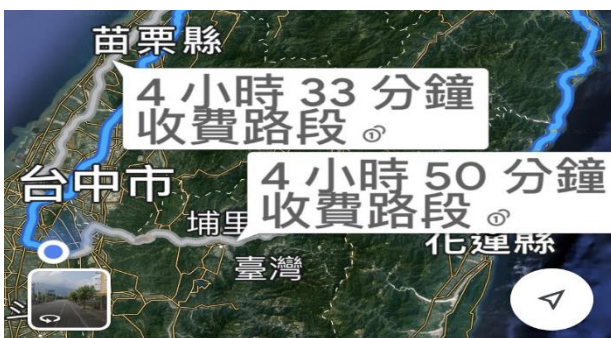 苗栗縣
4 小時 33 分鐘
收費路段
台中市
4 小時 50 分鐘
收費路段
埔里
花蓮縣
臺灣